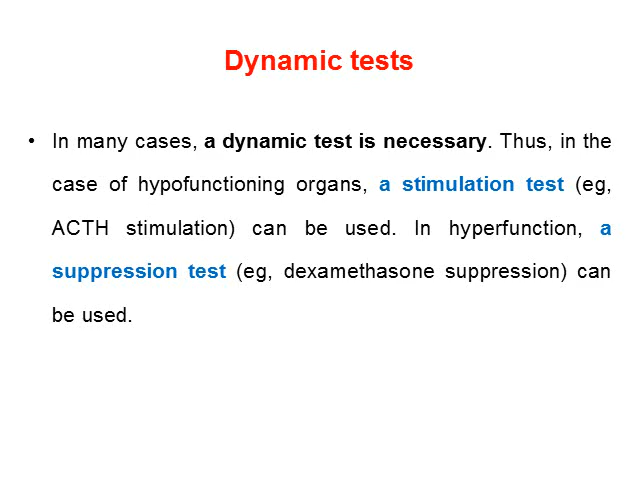 Dynamic tests
• In many cases, a dynamic test is necessary. Thus, in the
case of hypofunctioning organs, a stimulation test (eg,
ACTH stimulation) can be used. In hyperfunction, a
suppression test (eg, dexamethasone suppression) can
be used.